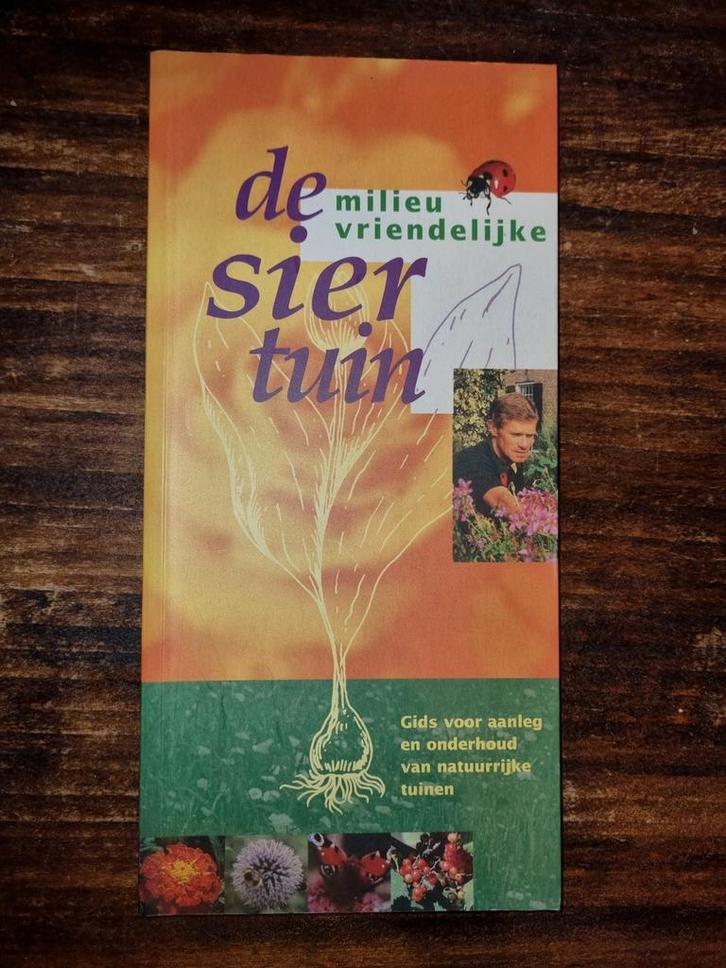 de
milieu
vriendelijke
sier
tuin
Gids voor aanleg
en onderhoud
van natuurrijke
tuinen